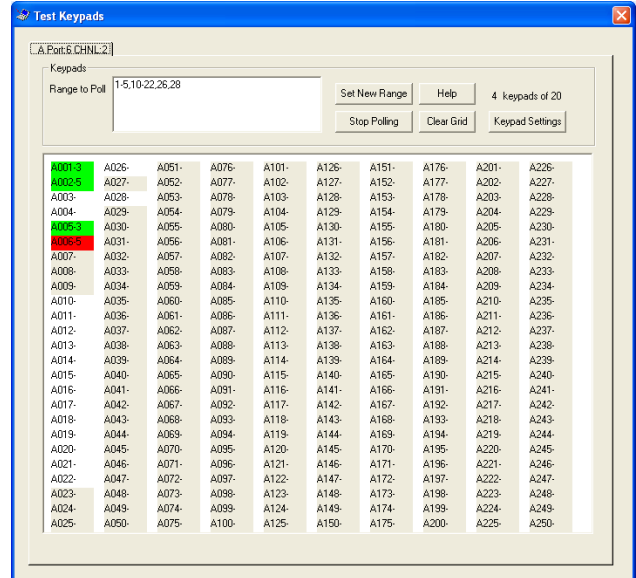 Test Keypads
A Port:6 CHNL:2
Keypads
Range to Poll 1-5,10-22,26,28 Set New Range Help 4 keypads of 20
Stop Polling Clear Grid Keypad Settings
A001-3 A026- A051- A076- A101- A126- A151- A176- A201- A226-
A002-5 A027- A052- A077- A102- A127- A152- A177- A202- A227-
A003- A028- A053- A078- A103- A128- A153- A178- A203- A228-
A004- A029- A054- A079- A104- A129- A154- A179- A204- A229-
A005-3 A030- A055- A080- A105- A130- A155- A180- A205- A230-
A006-5 A031- A056- A081- A106- A131- A156- A181- A206- A231-
A007- A032- A057- A082- A107- A132- A157- A182- A207- A232-
A008- A033- A058- A083- A108- A133- A158- A183- A208- A233-
A009- A034- A059- A084- A109- A134- A159- A184- A209- A234-
A010- A035- A060- A085- A110- A135- A160- A185- A210- A235-
A011- A036- A061- A086- A111- A136- A161- A186- A211- A236-
A012- A037- A062- A087- A112- A137- A162- A187- A212- A237-
A013- A038- A063- A088- A113- A138- A163- A188- A213- A238-
A014- A039- A064- A089- A114- A139- A164- A189- A214- A239-
A015- A040- A065- A090- A115- A140- A165- A190- A215- A240-
A016- A041- A066- A091- A116- A141- A166- A191- A216- A241-
A017- A042- A067- A092- A117- A142- A167- A192- A217- A242-
A018- A043- A068- A093- A118- A143- A168- A193- A218- A243-
A019- A044- A069- A094- A119- A144- A169- A194- A219- A244-
A020- A045- A070- A095- A120- A145- A170- A195- A220- A245-
A021- A046- A071- A096- A121- A146- A171- A196- A221- A246-
A022- A047- A072- A097- A122- A147- A172- A197- A222- A247-
A023- A048- A073- A098- A123- A148- A173- A198- A223- A248-
A024- A049- A074- A099- A124- A149- A174- A199- A224- A249-
A025- A050- A075- A100- A125- A150- A175- A200- A225- A250-